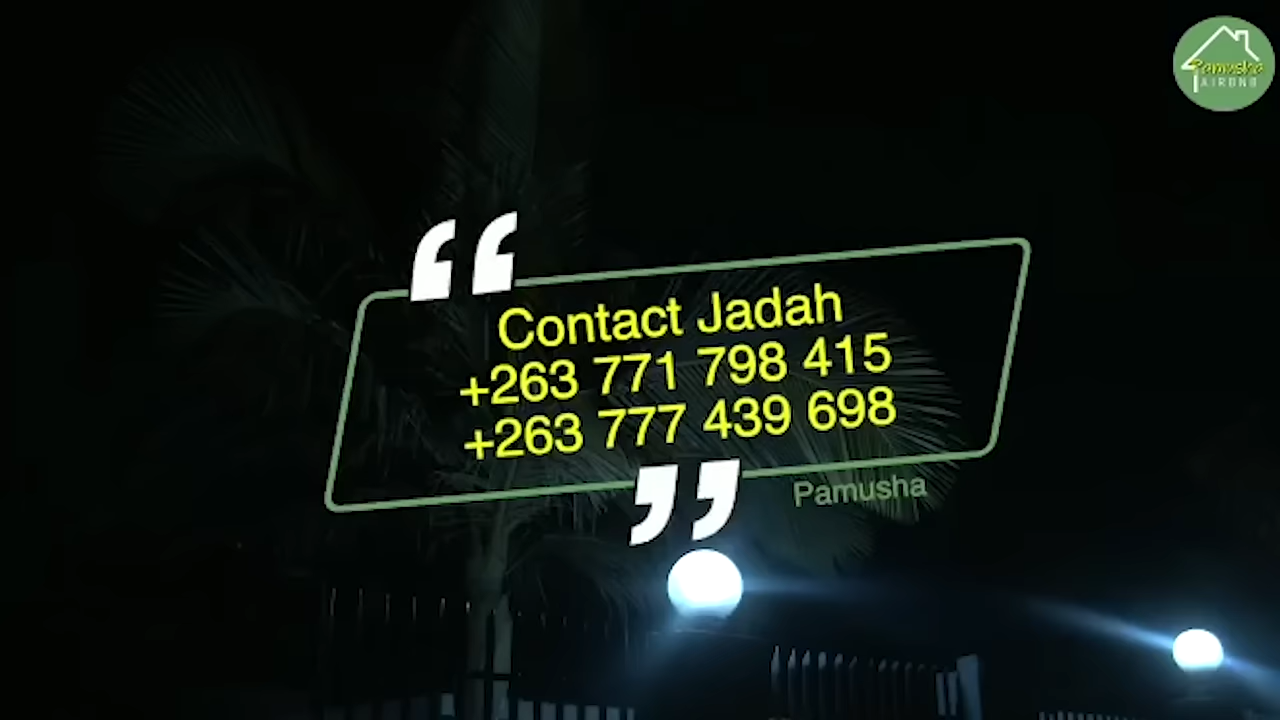 Pamusha
AIRBNB
“
Contact Jadah
+263 771 798 415
+263 777 439 698
”
Pamusha